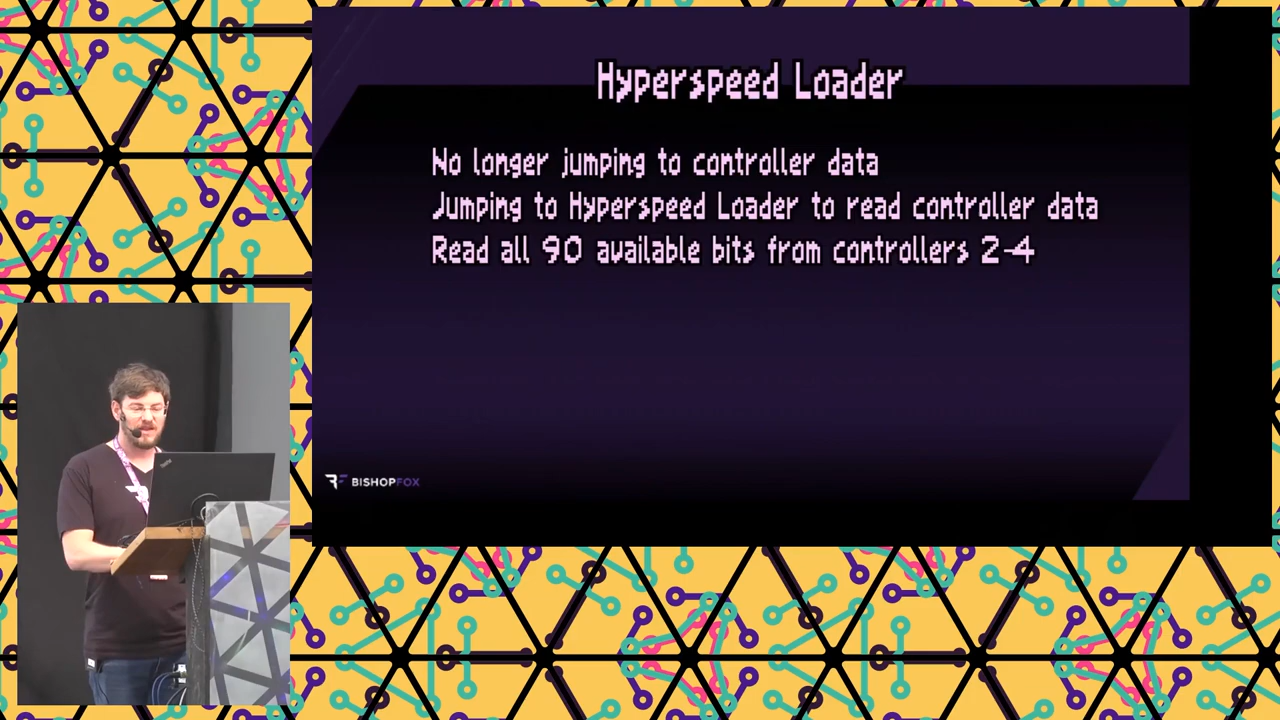 Hyperspeed Loader
No longer jumping to controller data
Jumping to Hyperspeed Loader to read controller data
Read all 90 available bits from controllers 2-4
BISHOPFOX